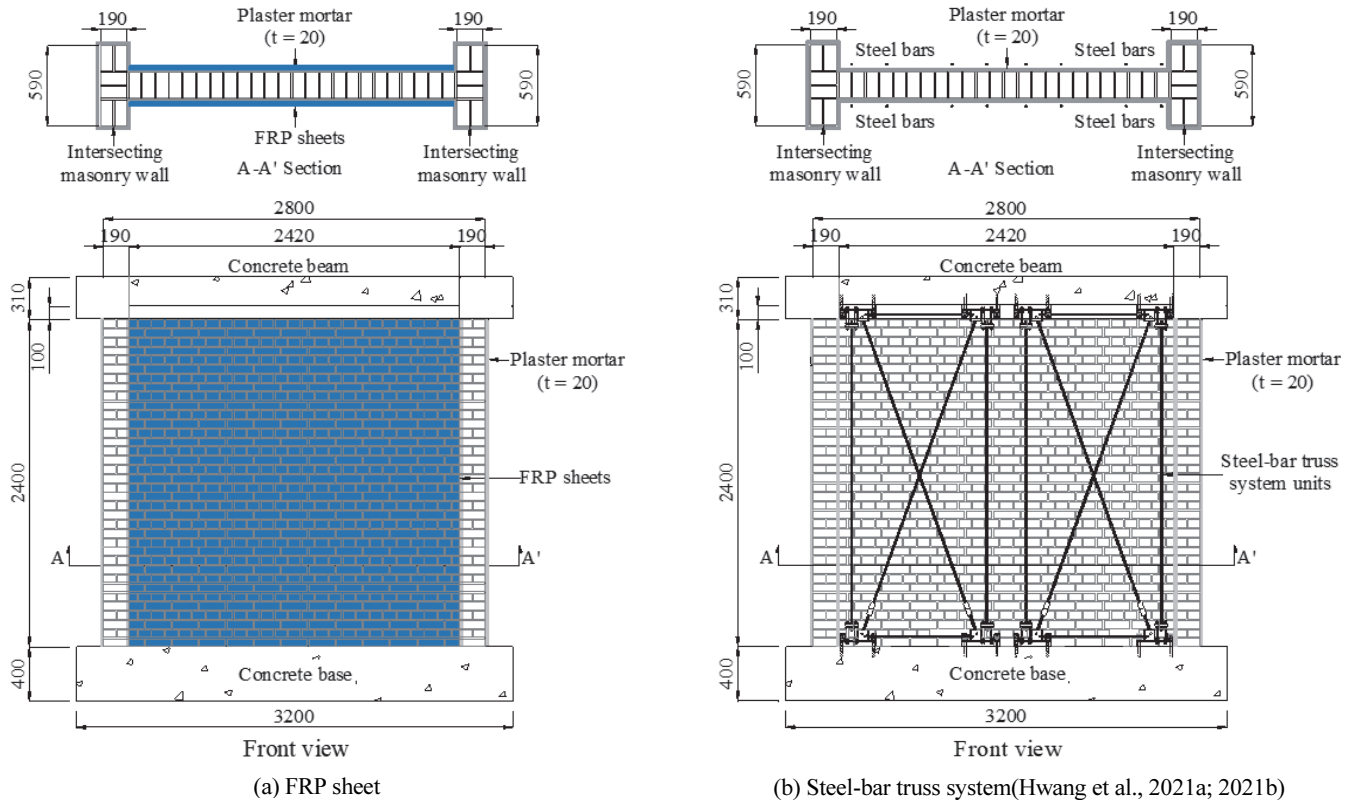 190
Plaster mortar
(t = 20)
190
590
590
FRP sheets
Intersecting
masonry wall
A-A' Section
Intersecting
masonry wall
2800
190
2420
190
Concrete beam
310
100
Plaster mortar
(t = 20)
2400
FRP sheets
A
A'
400
Concrete base
3200
Front view
(a) FRP sheet
190
Plaster mortar
(t = 20)
190
Steel bars
Steel bars
590
590
Steel bars
Steel bars
Intersecting
masonry wall
A-A' Section
Intersecting
masonry wall
2800
190
2420
190
Concrete beam
310
100
Plaster mortar
(t = 20)
2400
Steel-bar truss
system units
A
A'
400
Concrete base
3200
Front view
(b) Steel-bar truss system(Hwang et al., 2021a; 2021b)